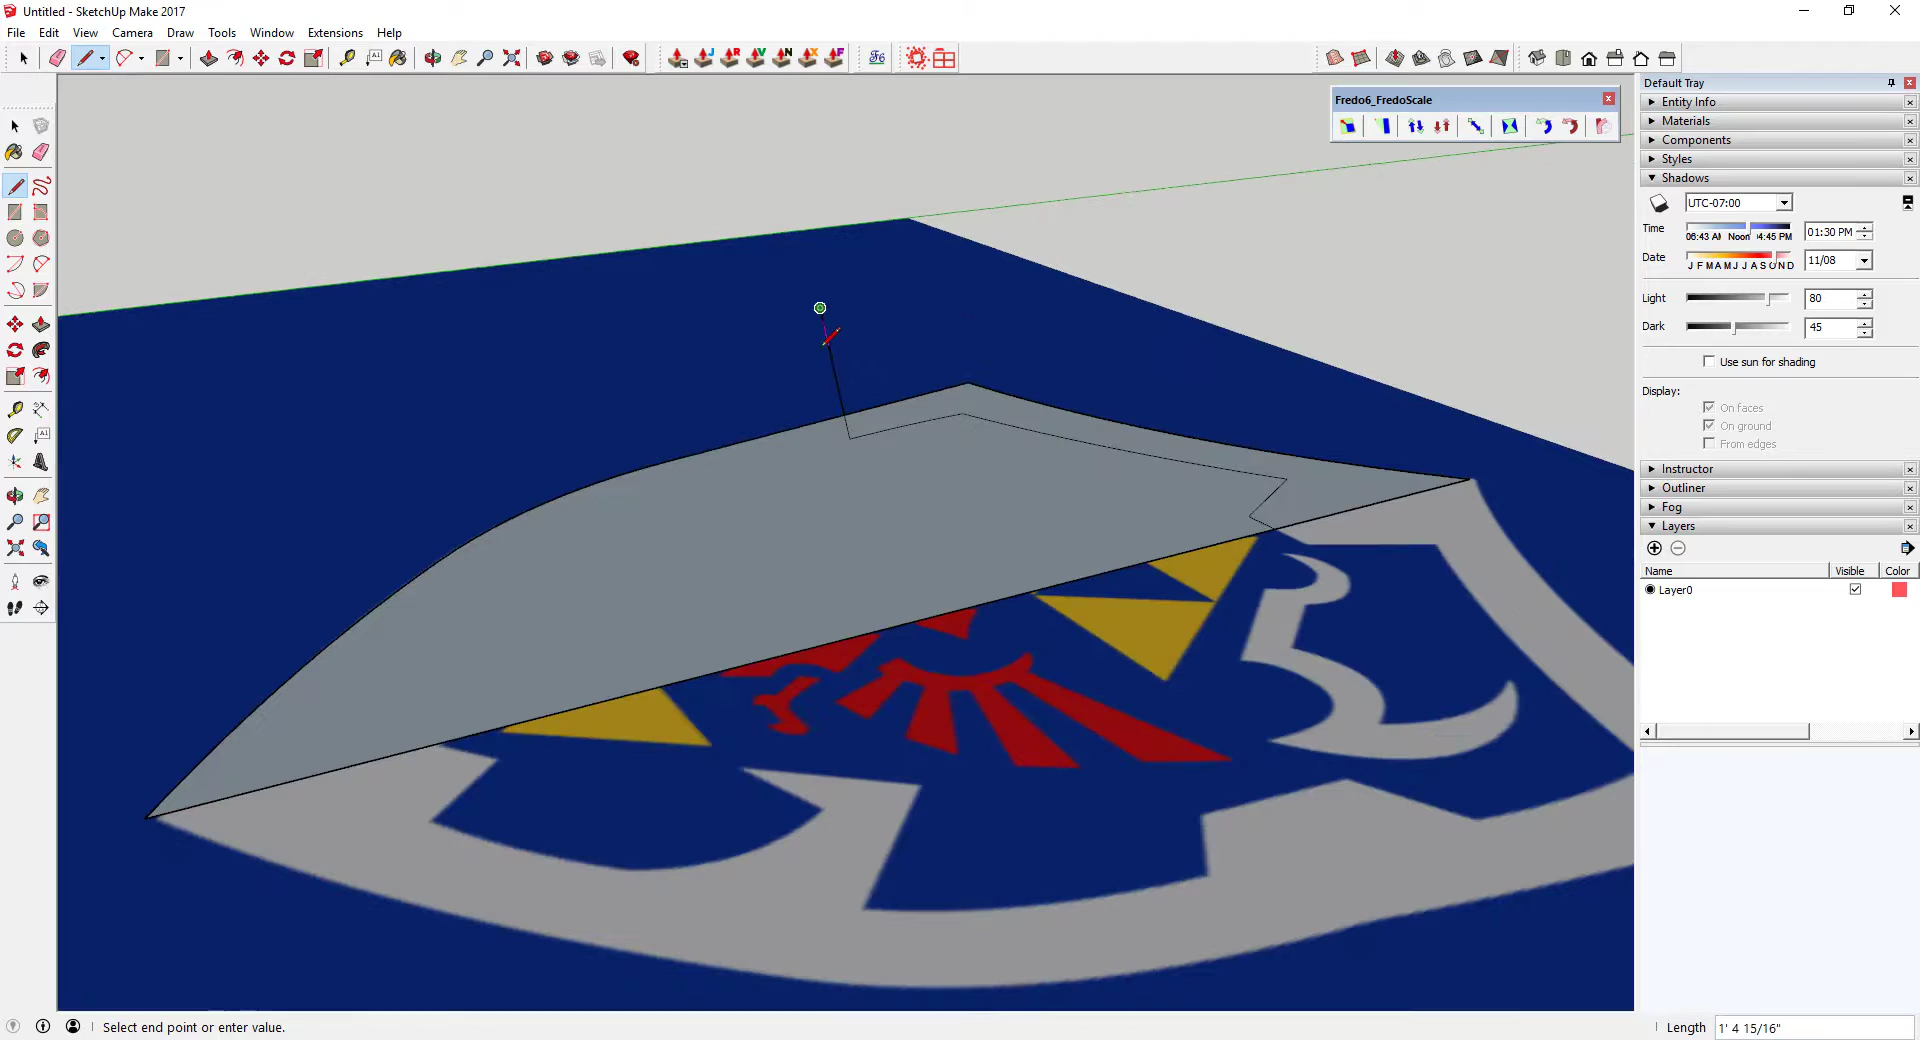 Untitled - SketchUp Make 2017
File Edit View Camera Draw Tools Window Extensions Help
Default Tray
Fredo6_FredoScale
Entity Info
Materials
Components
Styles
Shadows
UTC-07:00
Time
06:43 AM Noon 04:45 PM
01:30 PM
Date
J F M A M J J A S O N D
11/08
Light
80
Dark
45
Use sun for shading
Display:
On faces
On ground
From edges
Instructor
Outliner
Fog
Layers
Name Visible Color
Layer0
Select end point or enter value.
Length 1' 4 15/16"